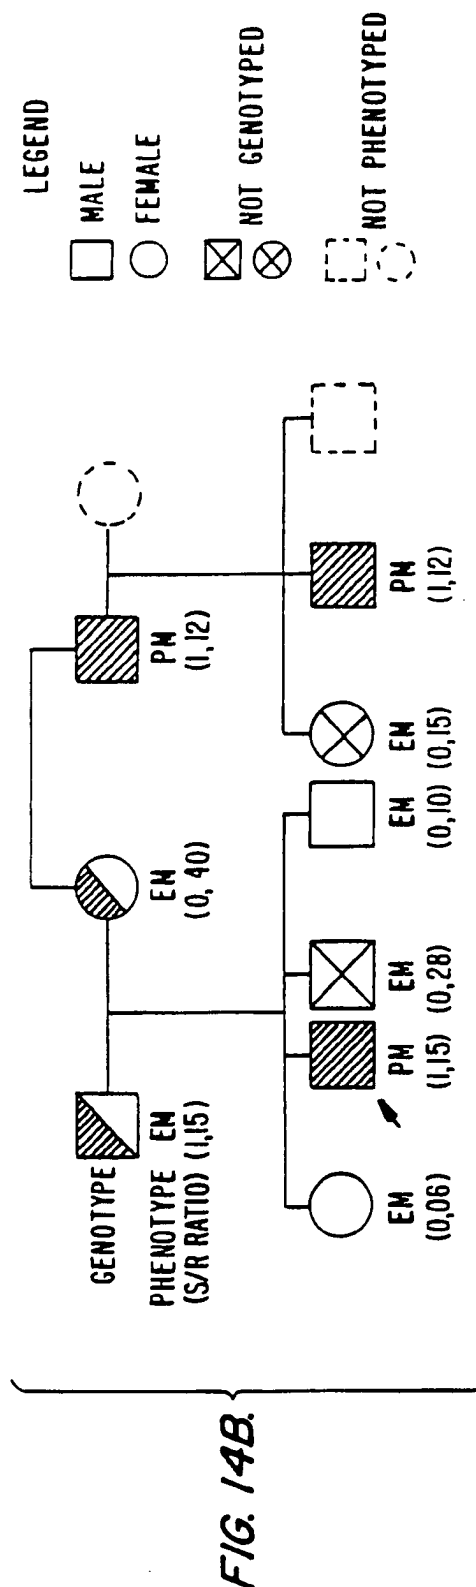 LEGEND
MALE
FEMALE
NOT GENOTYPED
NOT PHENOTYPED
GENOTYPE
PHENOTYPE EM EM PM
(S/R RATIO) (1,15) (0,40) (1,12)
EM PM EM EM EM PM
(0,06) (1,15) (0,28) (0,10) (0,15) (1,12)
FIG. 14B.